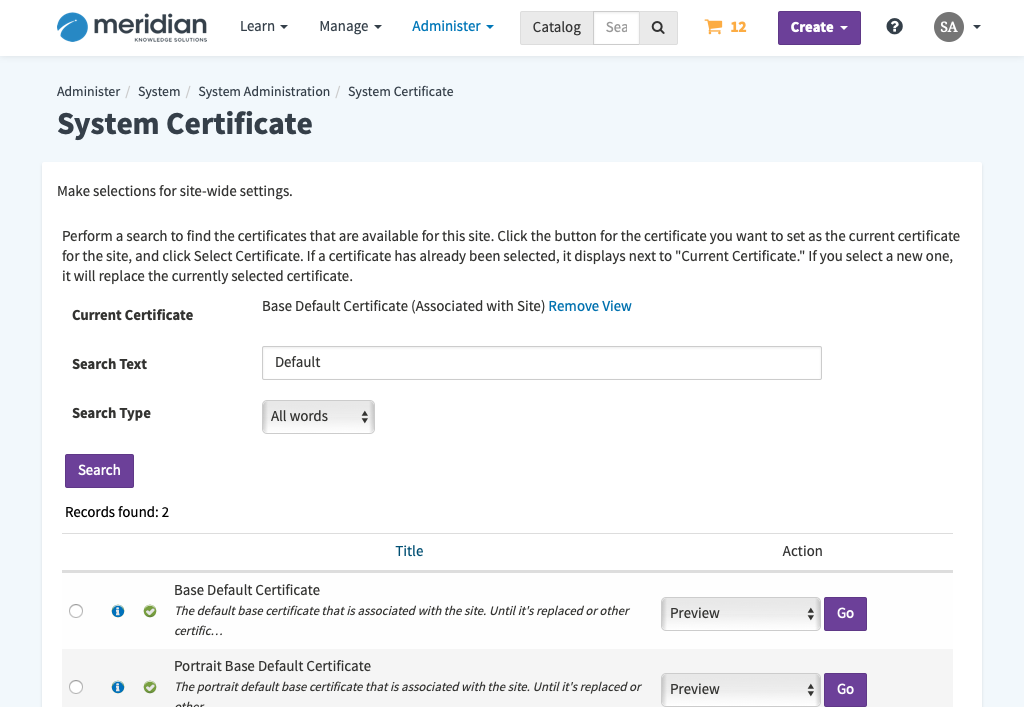 meridian
KNOWLEDGE SOLUTIONS
Learn
Manage
Administer
Catalog
Sea
12
Create
SA
Administer / System / System Administration / System Certificate
System Certificate
Make selections for site-wide settings.
Perform a search to find the certificates that are available for this site. Click the button for the certificate you want to set as the current certificate
for the site, and click Select Certificate. If a certificate has already been selected, it displays next to "Current Certificate." If you select a new one,
it will replace the currently selected certificate.
Current Certificate
Base Default Certificate (Associated with Site) Remove View
Search Text
Default
Search Type
All words
Search
Records found: 2
Title
Action
Base Default Certificate
The default base certificate that is associated with the site. Until it's replaced or other
certific…
Preview
Go
Portrait Base Default Certificate
The portrait default base certificate that is associated with the site. Until it's replaced or
other
Preview
Go